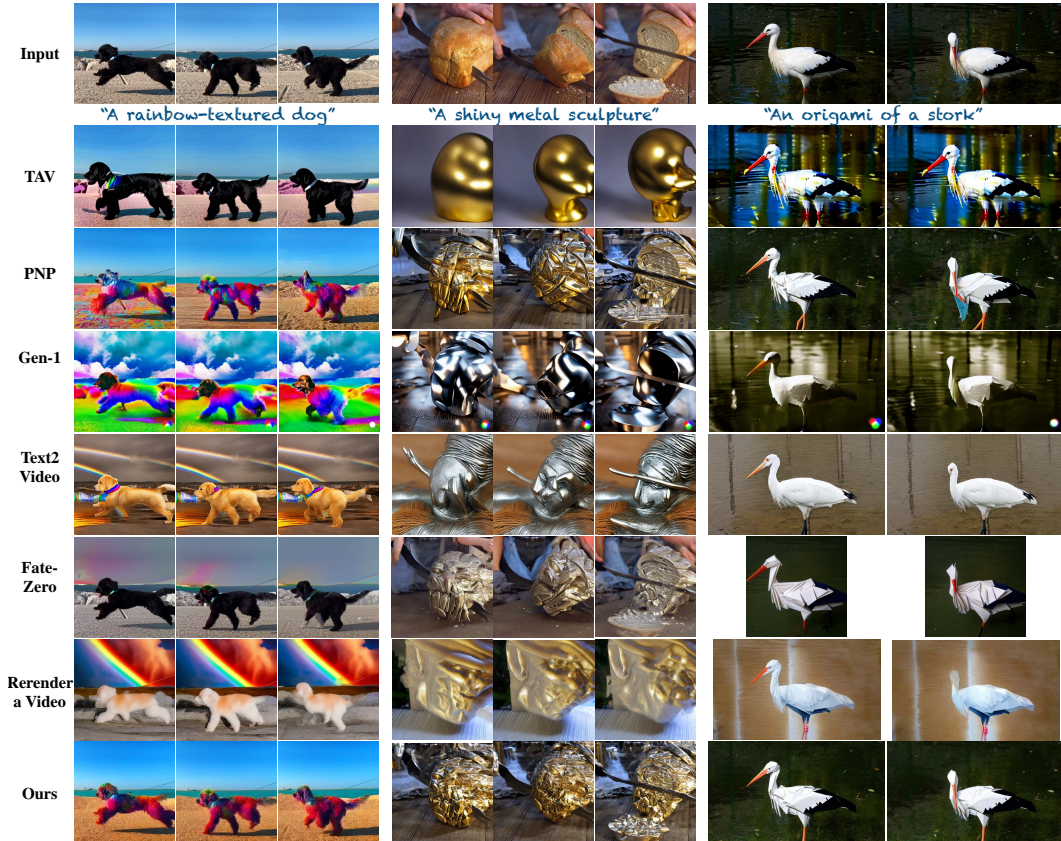 Input
"A rainbow-textured dog"
"A shiny metal sculpture"
"An origami of a stork"
TAV
PNP
Gen-1
Text2
Video
Fate-
Zero
Rerender
a Video
Ours